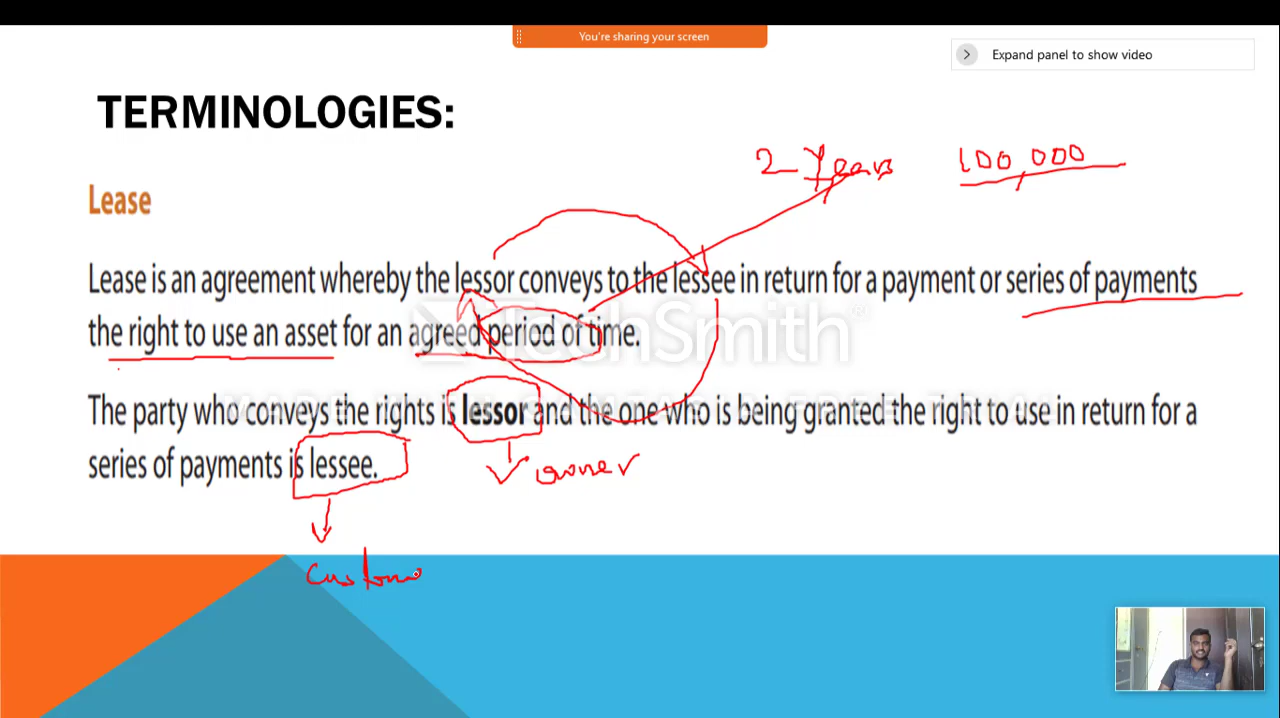 You're sharing your screen
Expand panel to show video
TERMINOLOGIES:
2 Years 100,000
Lease
Lease is an agreement whereby the lessor conveys to the lessee in return for a payment or series of payments
the right to use an asset for an agreed period of time.
TechSmith
The party who conveys the rights is lessor and the one who is being granted the right to use in return for a
series of payments is lessee.
owner
Custome